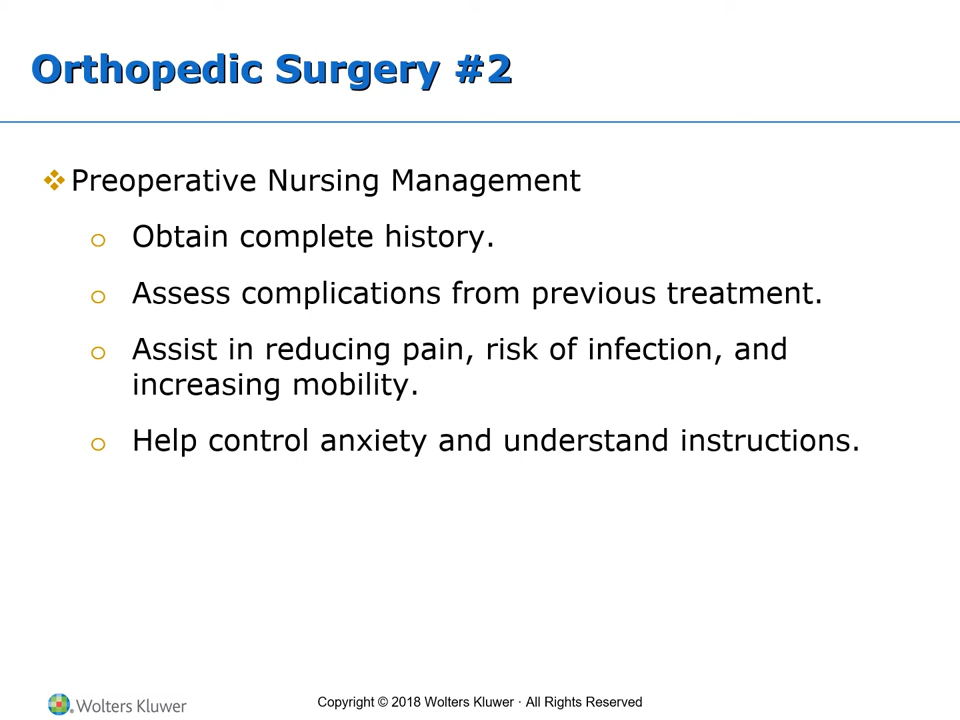 Orthopedic Surgery #2
❖Preoperative Nursing Management
o Obtain complete history.
o Assess complications from previous treatment.
o Assist in reducing pain, risk of infection, and
increasing mobility.
o Help control anxiety and understand instructions.
Wolters Kluwer
Copyright © 2018 Wolters Kluwer · All Rights Reserved